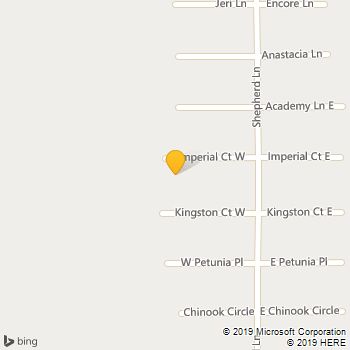 Jeri Ln
Encore Ln
Anastacia Ln
Academy Ln E
Shepherd Ln
Imperial Ct W
Imperial Ct E
Kingston Ct W
Kingston Ct E
W Petunia Pl
E Petunia Pl
Chinook Circle
E Chinook Circle
Ln
bing
© 2019 Microsoft Corporation
© 2019 HERE